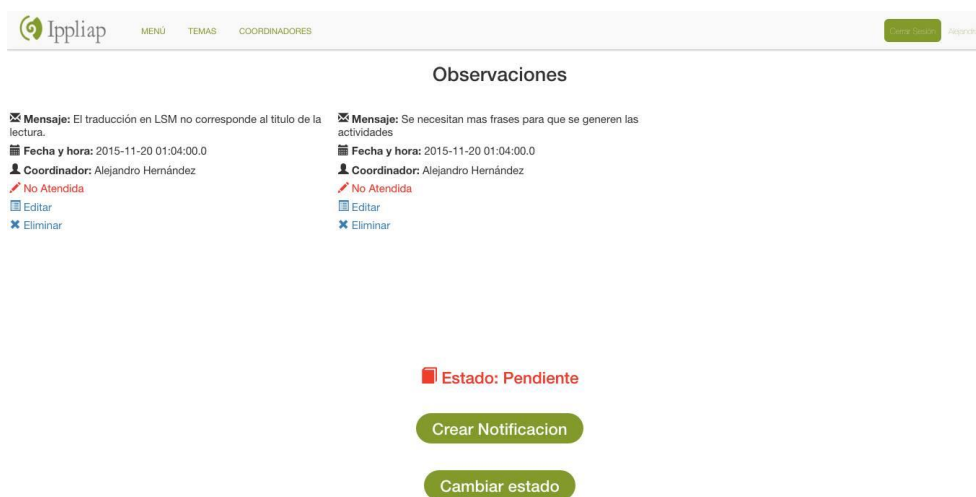 Ippliap
MENÚ TEMAS COORDINADORES
Cerrar Sesión Alejandro
Observaciones
Mensaje: El traducción en LSM no corresponde al titulo de la
lectura.
Fecha y hora: 2015-11-20 01:04:00.0
Coordinador: Alejandro Hernández
No Atendida
Editar
Eliminar
Mensaje: Se necesitan mas frases para que se generen las
actividades
Fecha y hora: 2015-11-20 01:04:00.0
Coordinador: Alejandro Hernández
No Atendida
Editar
Eliminar
Estado: Pendiente
Crear Notificacion
Cambiar estado